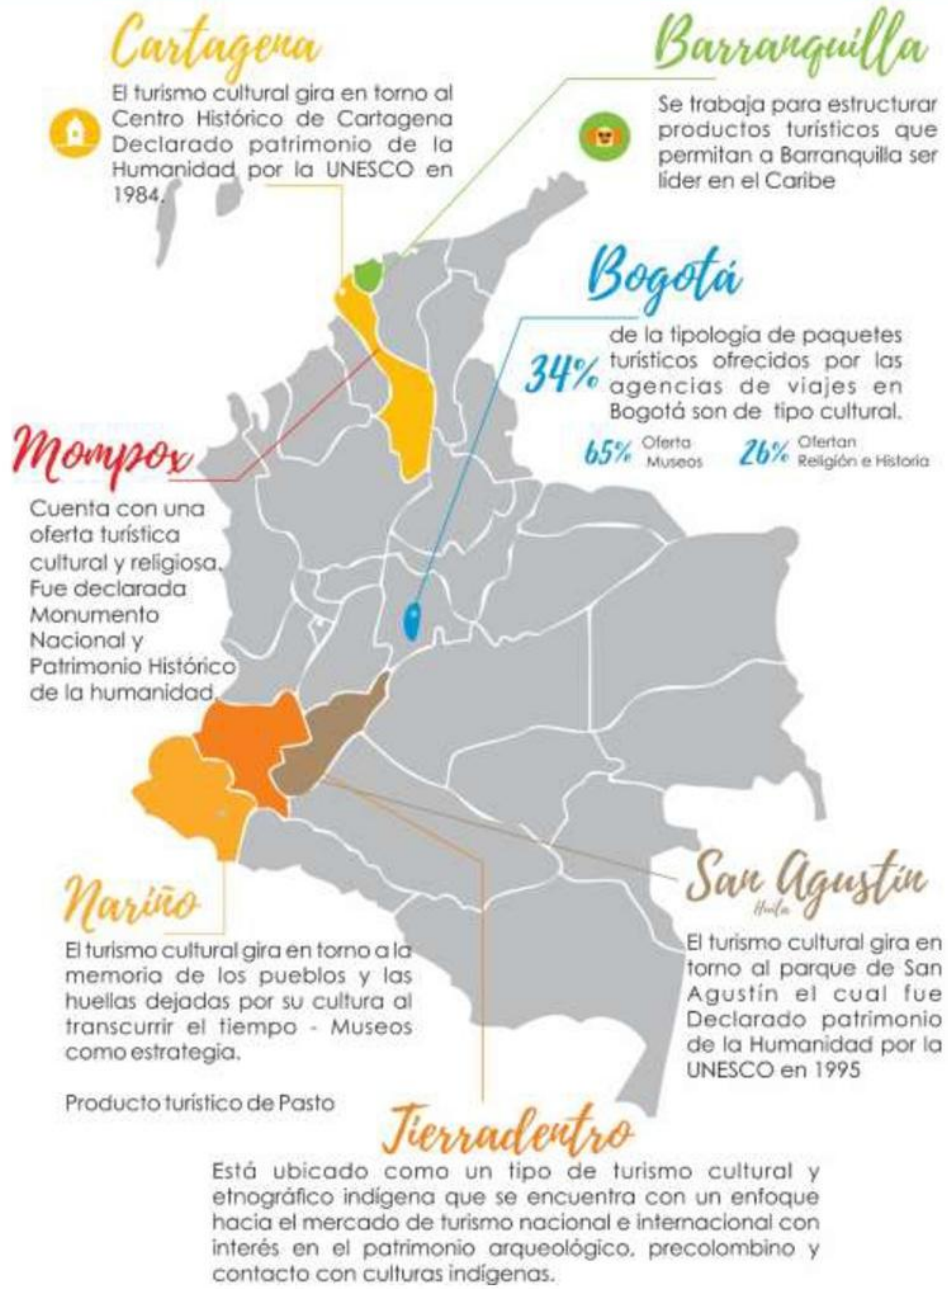 Cartagena
El turismo cultural gira en torno al
Centro Histórico de Cartagena
Declarado patrimonio de la
Humanidad por la UNESCO en
1984.
Barranquilla
Se trabaja para estructurar
productos turísticos que
permitan a Barranquilla ser
líder en el Caribe
Bogotá
34%
de la tipología de paquetes
turísticos ofrecidos por las
agencias de viajes en
Bogotá son de tipo cultural.
65% Oferta Museos
26% Ofertan Religión e Historia
Mompox
Cuenta con una
oferta turística
cultural y religiosa.
Fue declarada
Monumento
Nacional y
Patrimonio Histórico
de la humanidad.
Nariño
El turismo cultural gira en torno a la
memoria de los pueblos y las
huellas dejadas por su cultura al
transcurrir el tiempo - Museos
como estrategia.
Producto turístico de Pasto
San Agustín
Huila
El turismo cultural gira en
torno al parque de San
Agustín el cual fue
Declarado patrimonio
de la Humanidad por la
UNESCO en 1995
Tierradentro
Está ubicado como un tipo de turismo cultural y
etnográfico indígena que se encuentra con un enfoque
hacia el mercado de turismo nacional e internacional con
interés en el patrimonio arqueológico, precolombino y
contacto con culturas indígenas.